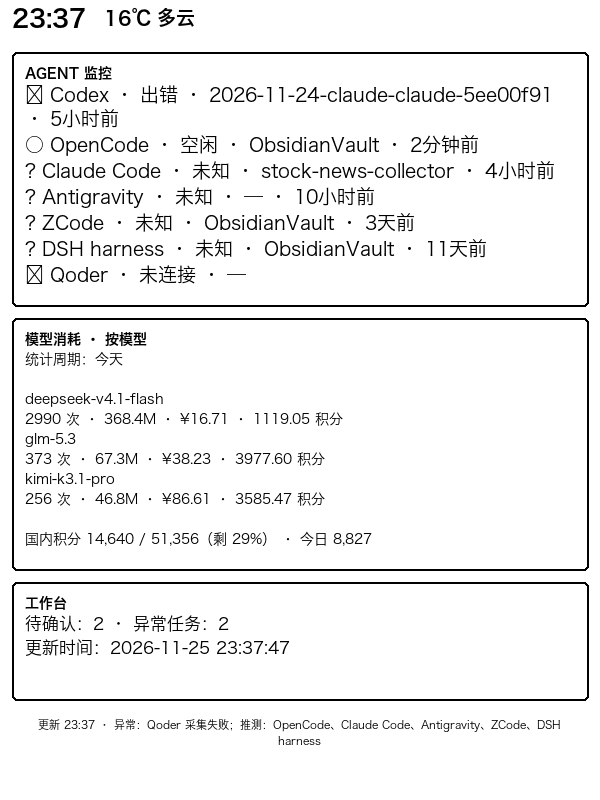 23:37 16℃ 多云
AGENT 监控
☒ Codex · 出错 · 2026-11-24-claude-claude-5ee00f91
· 5小时前
○ OpenCode · 空闲 · ObsidianVault · 2分钟前
? Claude Code · 未知 · stock-news-collector · 4小时前
? Antigravity · 未知 · — · 10小时前
? ZCode · 未知 · ObsidianVault · 3天前
? DSH harness · 未知 · ObsidianVault · 11天前
☒ Qoder · 未连接 · —
模型消耗 · 按模型
统计周期：今天
deepseek-v4.1-flash
2990 次 · 368.4M · ¥16.71 · 1119.05 积分
glm-5.3
373 次 · 67.3M · ¥38.23 · 3977.60 积分
kimi-k3.1-pro
256 次 · 46.8M · ¥86.61 · 3585.47 积分
国内积分 14,640 / 51,356（剩 29%） · 今日 8,827
工作台
待确认：2 · 异常任务：2
更新时间：2026-11-25 23:37:47
更新 23:37 · 异常：Qoder 采集失败；推测：OpenCode、Claude Code、Antigravity、ZCode、DSH
harness